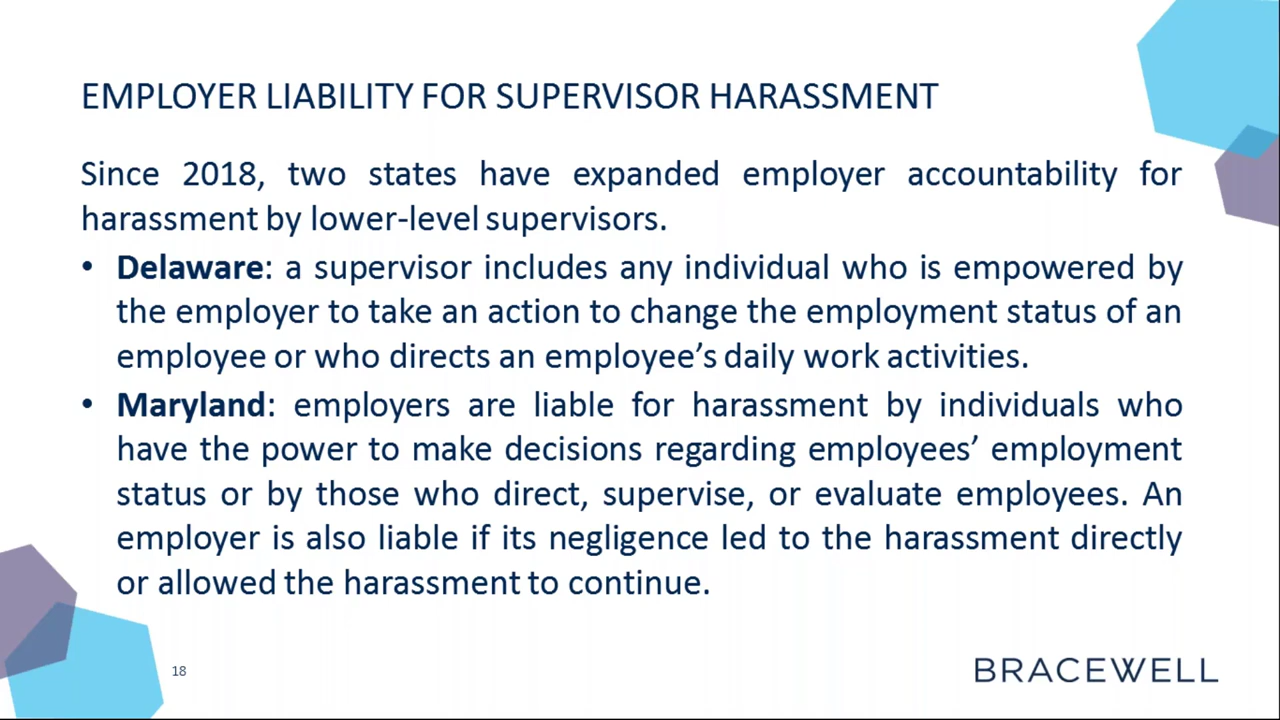 EMPLOYER LIABILITY FOR SUPERVISOR HARASSMENT
Since 2018, two states have expanded employer accountability for
harassment by lower-level supervisors.
• Delaware: a supervisor includes any individual who is empowered by
the employer to take an action to change the employment status of an
employee or who directs an employee’s daily work activities.
• Maryland: employers are liable for harassment by individuals who
have the power to make decisions regarding employees’ employment
status or by those who direct, supervise, or evaluate employees. An
employer is also liable if its negligence led to the harassment directly
or allowed the harassment to continue.
18
BRACEWELL